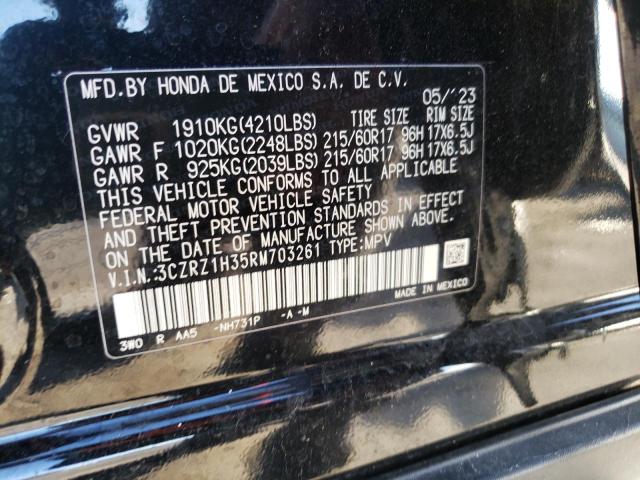 MFD.BY HONDA DE MEXICO S.A. DE C.V.
05/'23
TIRE SIZE RIM SIZE
GVWR 1910KG(4210LBS)
GAWR F 1020KG(2248LBS) 215/60R17 96H 17X6.5J
GAWR R 925KG(2039LBS) 215/60R17 96H 17X6.5J
THIS VEHICLE CONFORMS TO ALL APPLICABLE
FEDERAL MOTOR VEHICLE SAFETY
AND THEFT PREVENTION STANDARDS IN EFFECT
ON THE DATE OF MANUFACTURE SHOWN ABOVE.
V.I.N.:3CZRZ1H35RM703261 TYPE:MPV
MADE IN MEXICO
3W0 R AA5 -NH731P -A -M